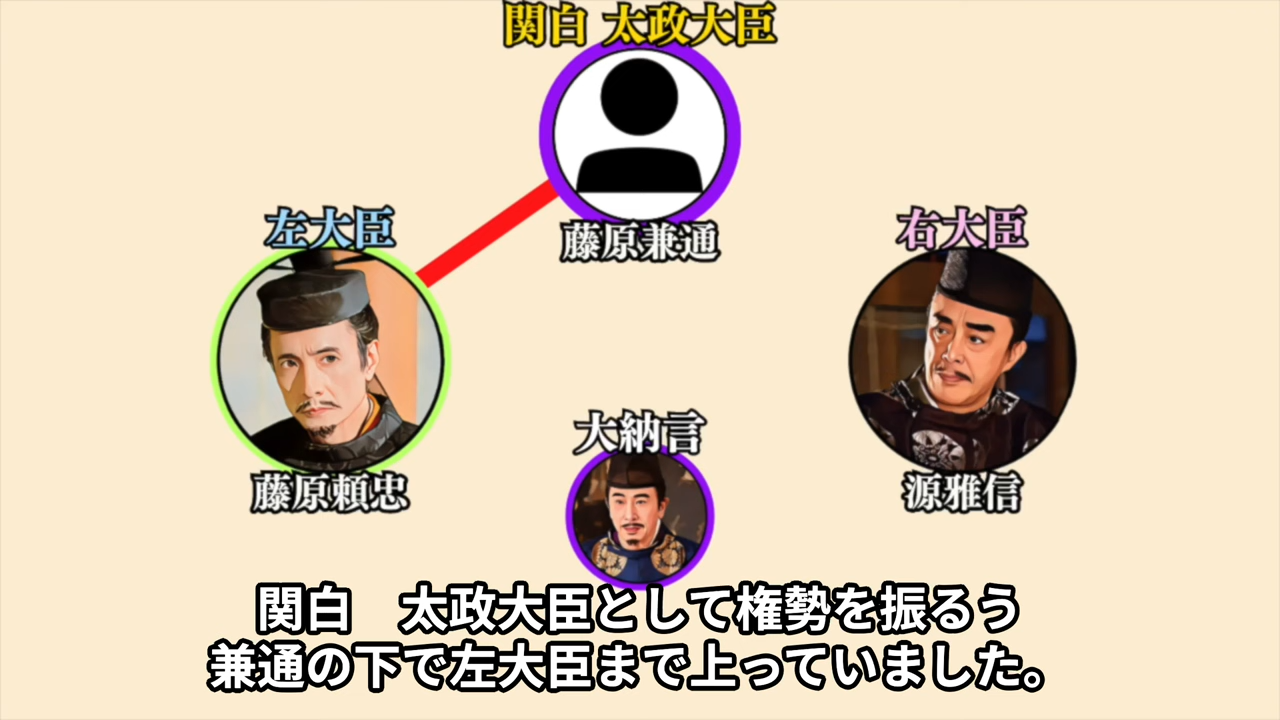 関白 太政大臣
藤原兼通
左大臣
右大臣
藤原頼忠
源雅信
大納言
関白　太政大臣として権勢を振るう
兼通の下で左大臣まで上っていました。